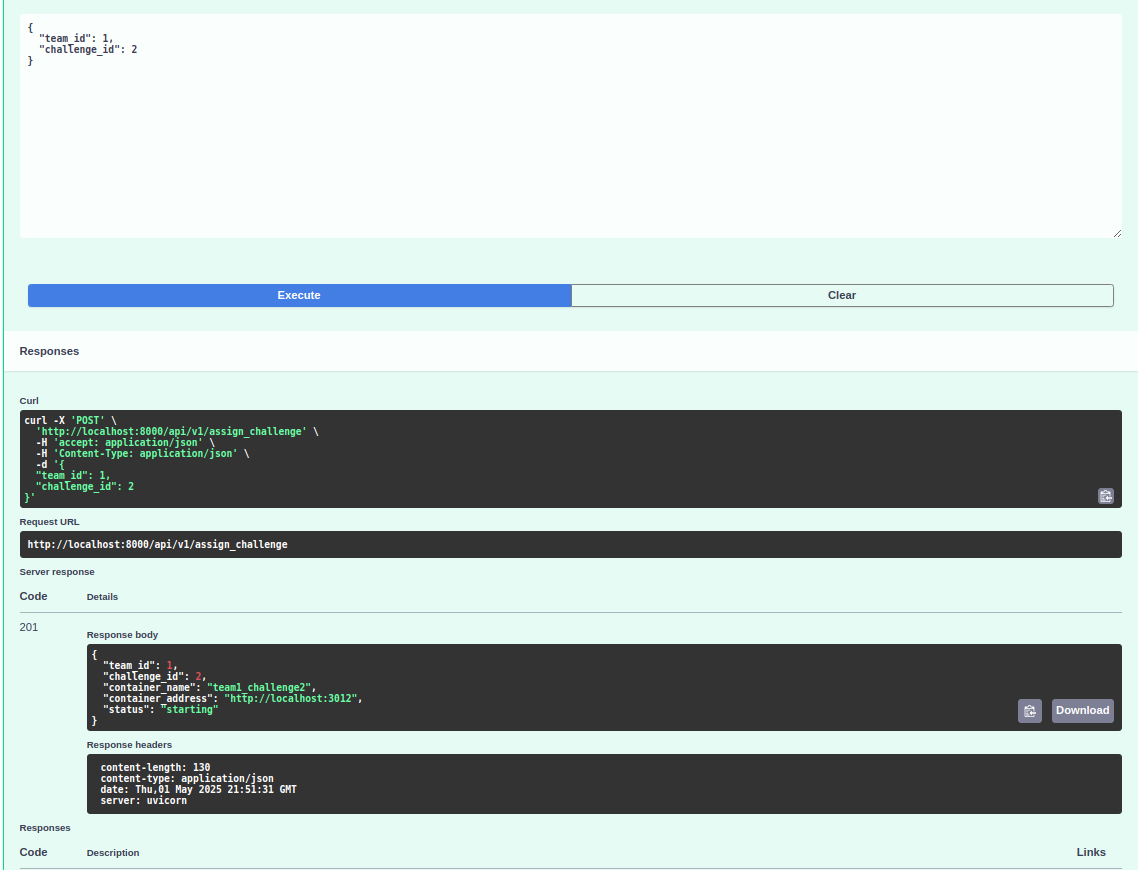 {
  "team_id": 1,
  "challenge_id": 2
}
Execute
Clear
Responses
Curl
curl -X 'POST' \
  'http://localhost:8000/api/v1/assign_challenge' \
  -H 'accept: application/json' \
  -H 'Content-Type: application/json' \
  -d '{
  "team_id": 1,
  "challenge_id": 2
}'
Request URL
http://localhost:8000/api/v1/assign_challenge
Server response
Code Details
201
Response body
{
  "team_id": 1,
  "challenge_id": 2,
  "container_name": "team1_challenge2",
  "container_address": "http://localhost:3012",
  "status": "starting"
}
Download
Response headers
content-length: 130
content-type: application/json
date: Thu,01 May 2025 21:51:31 GMT
server: uvicorn
Responses
Code Description Links